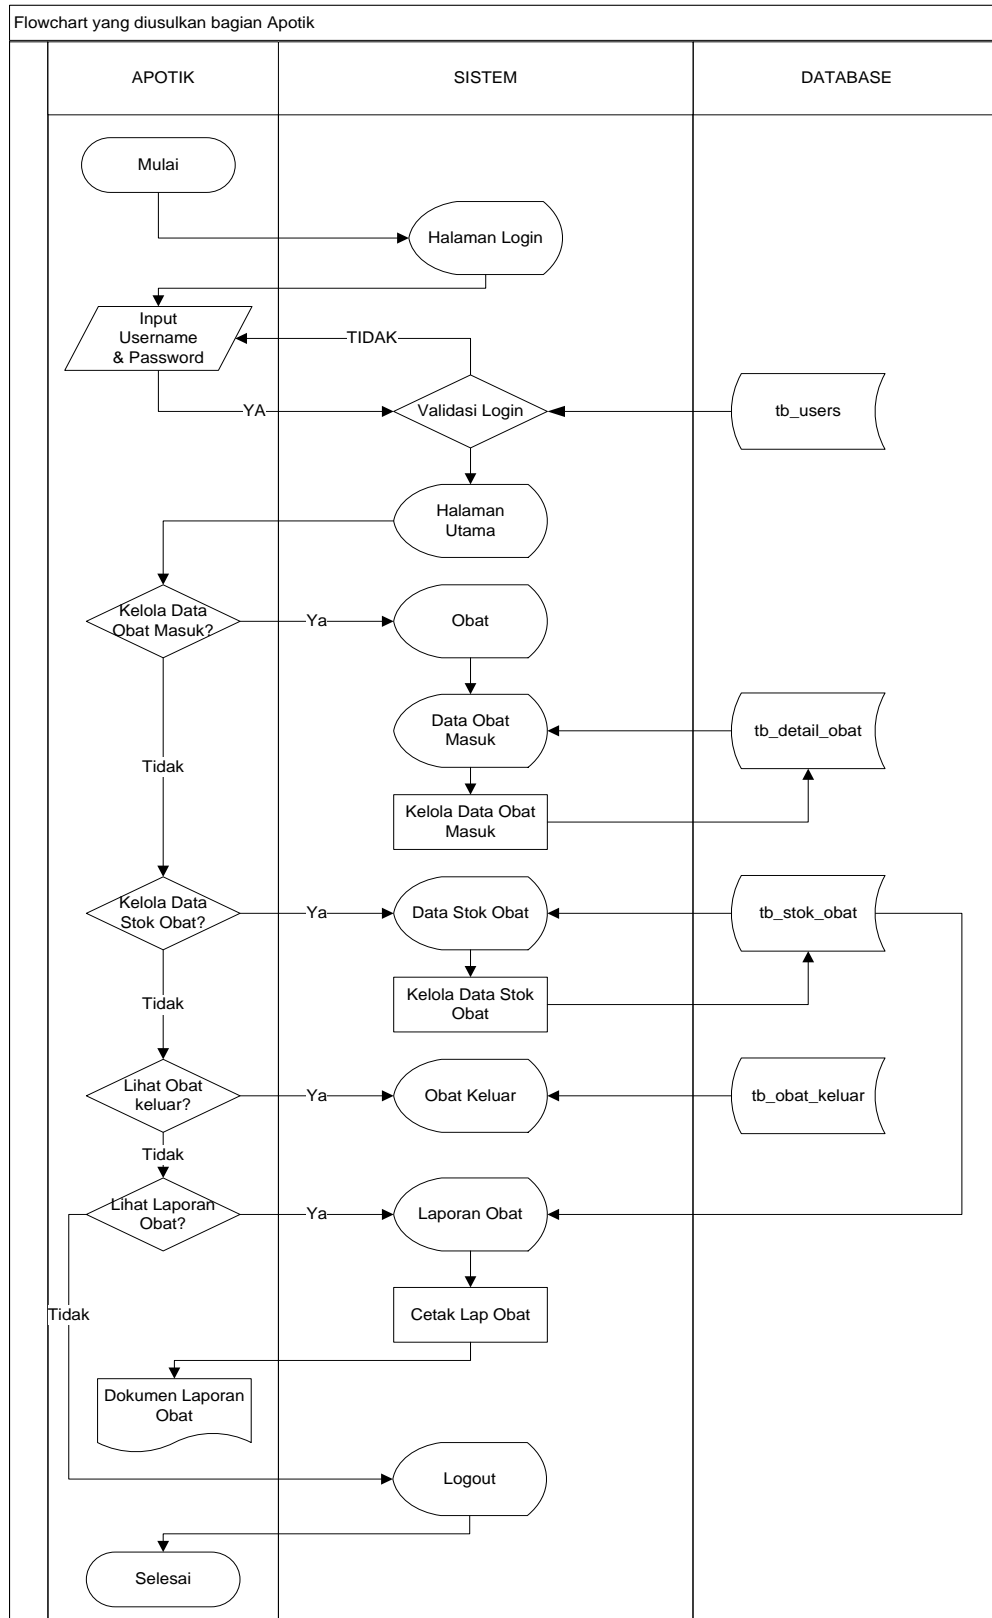 Flowchart yang diusulkan bagian Apotik
APOTIK
SISTEM
DATABASE
Mulai
Halaman Login
Input
Username
& Password
TIDAK
YA
Validasi Login
tb_users
Halaman
Utama
Kelola Data
Obat Masuk?
Ya
Obat
Data Obat
Masuk
tb_detail_obat
Tidak
Kelola Data Obat
Masuk
Kelola Data
Stok Obat?
Ya
Data Stok Obat
tb_stok_obat
Tidak
Kelola Data Stok
Obat
Lihat Obat
keluar?
Ya
Obat Keluar
tb_obat_keluar
Tidak
Lihat Laporan
Obat?
Ya
Laporan Obat
Tidak
Cetak Lap Obat
Dokumen Laporan
Obat
Logout
Selesai